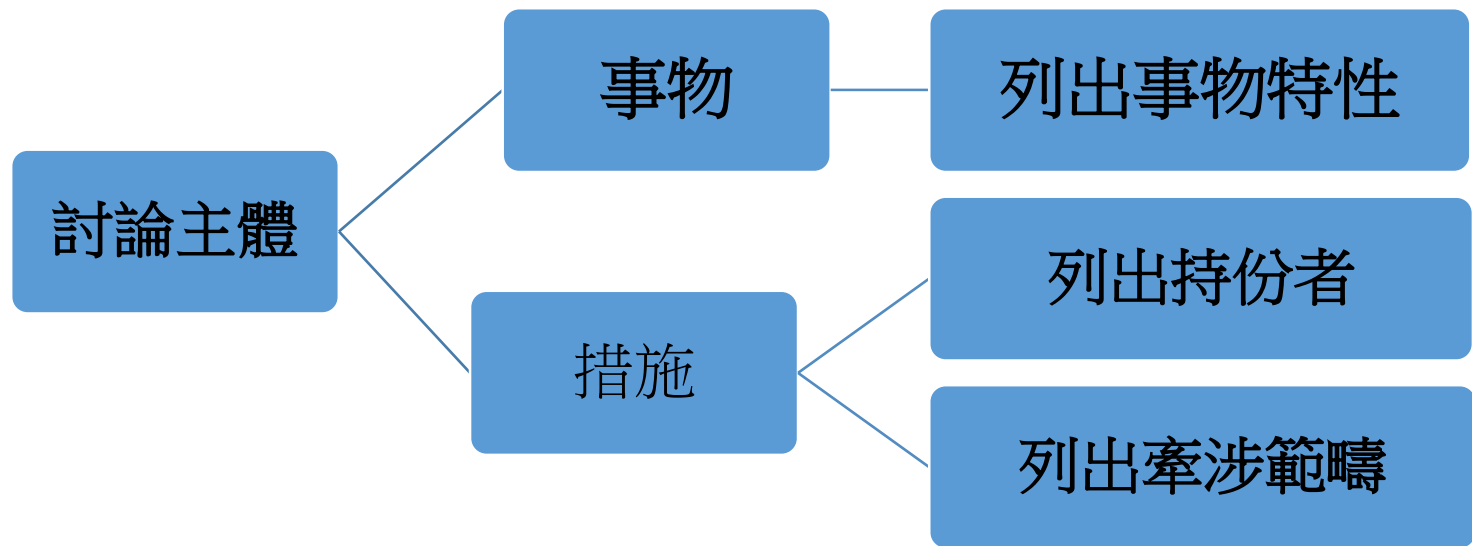 討論主體
事物
列出事物特性
措施
列出持份者
列出牽涉範疇